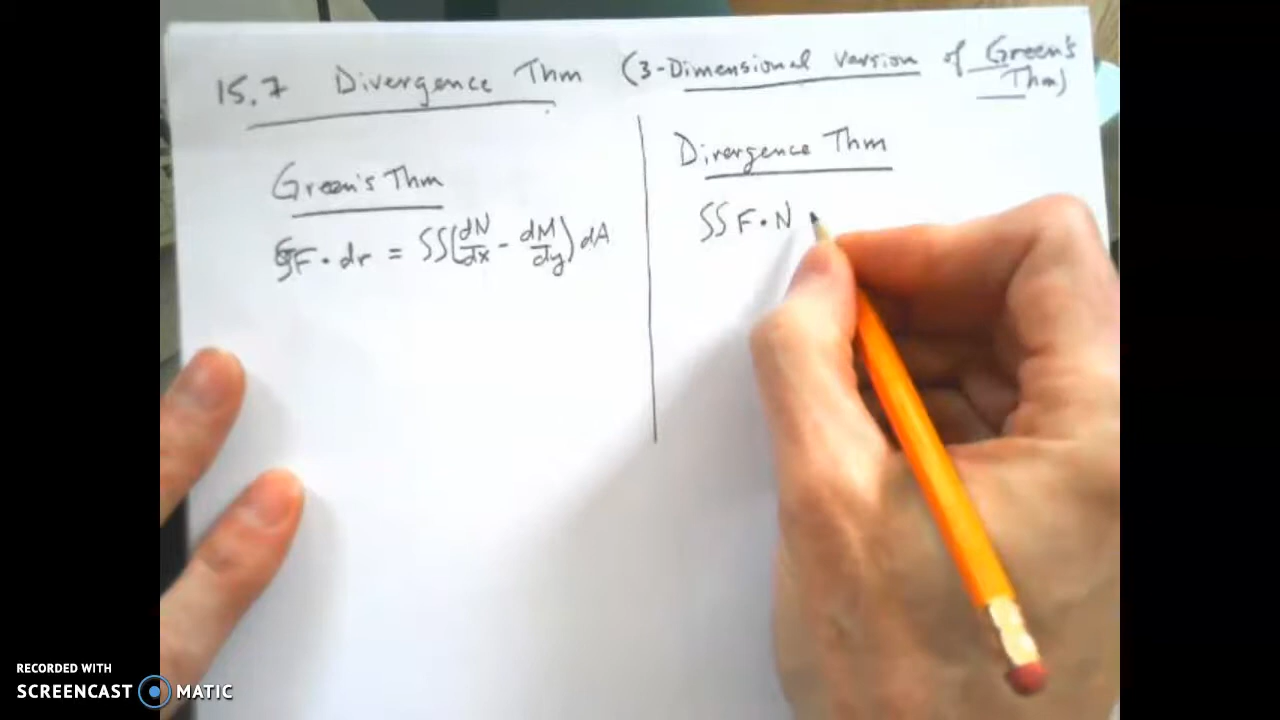 15.7 Divergence Thm (3-Dimensional version of Green's
Thm)
Green's Thm
∮F · dr = ∫∫(dN/dx - dM/dy) dA
Divergence Thm
∫∫ F · N
RECORDED WITH
SCREENCAST MATIC